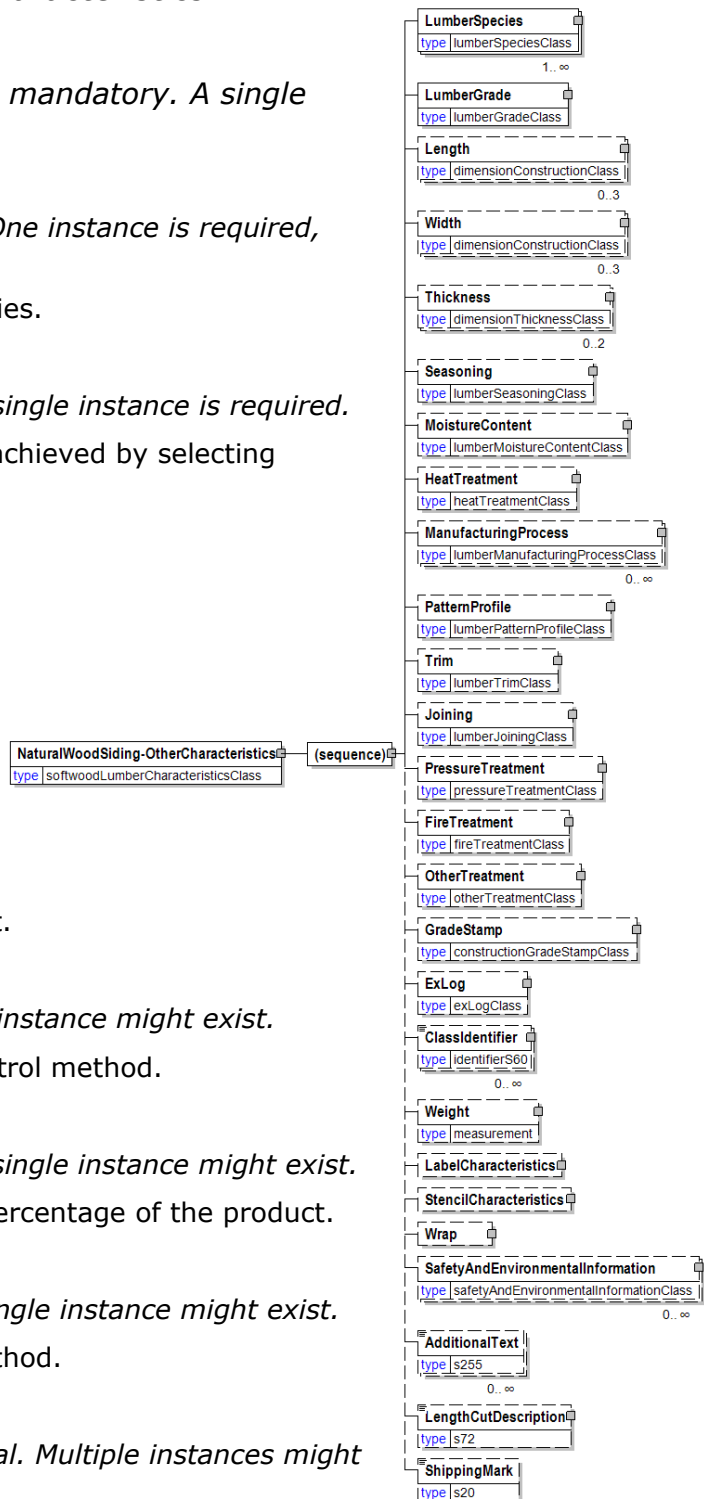 mandatory. A single
One instance is required,
ies.
single instance is required.
achieved by selecting
t.
instance might exist.
trol method.
single instance might exist.
ercentage of the product.
ngle instance might exist.
thod.
al. Multiple instances might
NaturalWoodSiding-OtherCharacteristics
type softwoodLumberCharacteristicsClass
(sequence)
LumberSpecies
type lumberSpeciesClass
1.. ∞
LumberGrade
type lumberGradeClass
Length
type dimensionConstructionClass
0..3
Width
type dimensionConstructionClass
0..3
Thickness
type dimensionThicknessClass
0..2
Seasoning
type lumberSeasoningClass
MoistureContent
type lumberMoistureContentClass
HeatTreatment
type heatTreatmentClass
ManufacturingProcess
type lumberManufacturingProcessClass
0.. ∞
PatternProfile
type lumberPatternProfileClass
Trim
type lumberTrimClass
Joining
type lumberJoiningClass
PressureTreatment
type pressureTreatmentClass
FireTreatment
type fireTreatmentClass
OtherTreatment
type otherTreatmentClass
GradeStamp
type constructionGradeStampClass
ExLog
type exLogClass
ClassIdentifier
type identifierS60
0.. ∞
Weight
type measurement
LabelCharacteristics
StencilCharacteristics
Wrap
SafetyAndEnvironmentalInformation
type safetyAndEnvironmentalInformationClass
0.. ∞
AdditionalText
type s255
0.. ∞
LengthCutDescription
type s72
ShippingMark
type s20